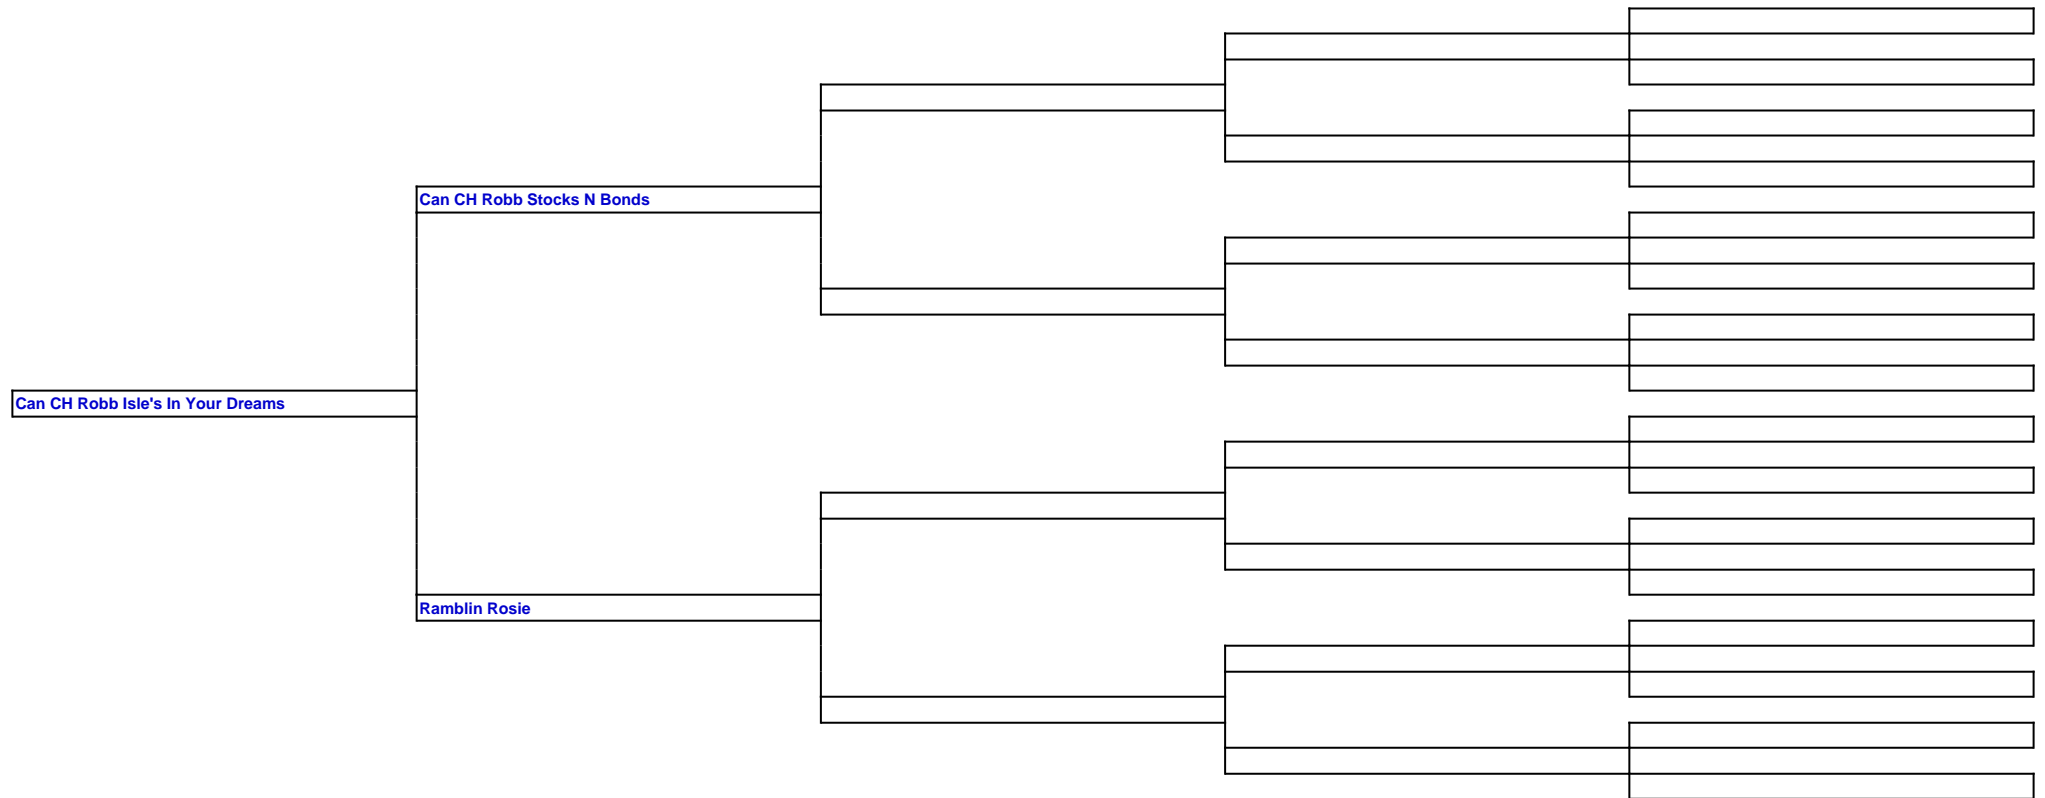 Can CH Robb Stocks N Bonds
Can CH Robb Isle's In Your Dreams
Ramblin Rosie